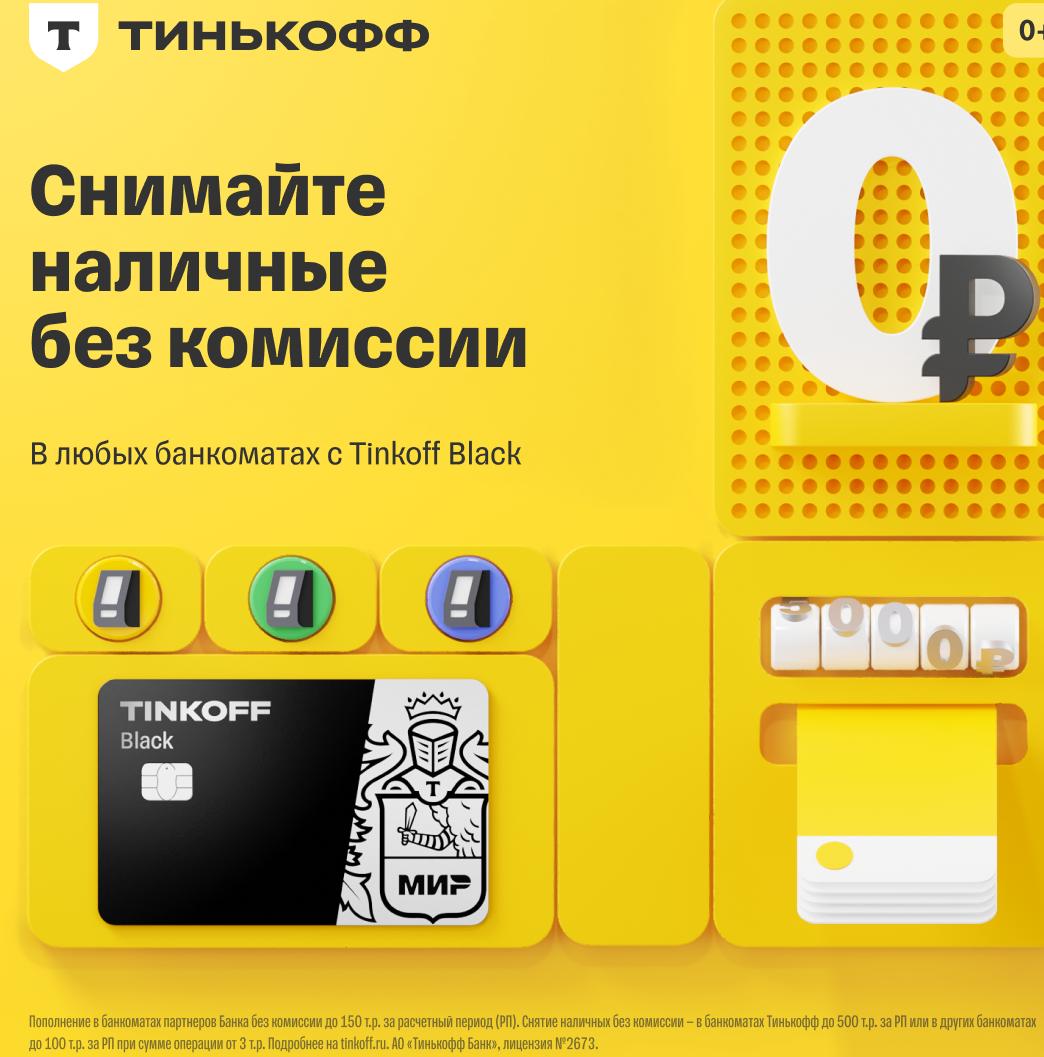 Т ТИНЬКОФФ
0+
0 ₽
Снимайте
наличные
без комиссии
В любых банкоматах с Tinkoff Black
5000₽
TINKOFF
Black
Т
МИР
Пополнение в банкоматах партнеров Банка без комиссии до 150 т.р. за расчетный период (РП). Снятие наличных без комиссии – в банкоматах Тинькофф до 500 т.р. за РП или в других банкоматах
до 100 т.р. за РП при сумме операции от 3 т.р. Подробнее на tinkoff.ru. АО «Тинькофф Банк», лицензия №2673.